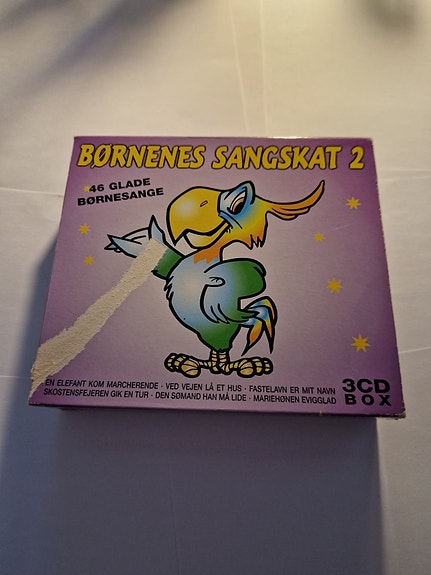 BØRNENES SANGSKAT 2
46 GLADE
BØRNESANGE
EN ELEFANT KOM MARCHERENDE · VED VEJEN LÅ ET HUS · FASTELAVN ER MIT NAVN
SKOSTENSFEJEREN GIK EN TUR · DEN SØMAND HAN MÅ LIDE · MARIEHØNEN EVIGGLAD
3CD
BOX